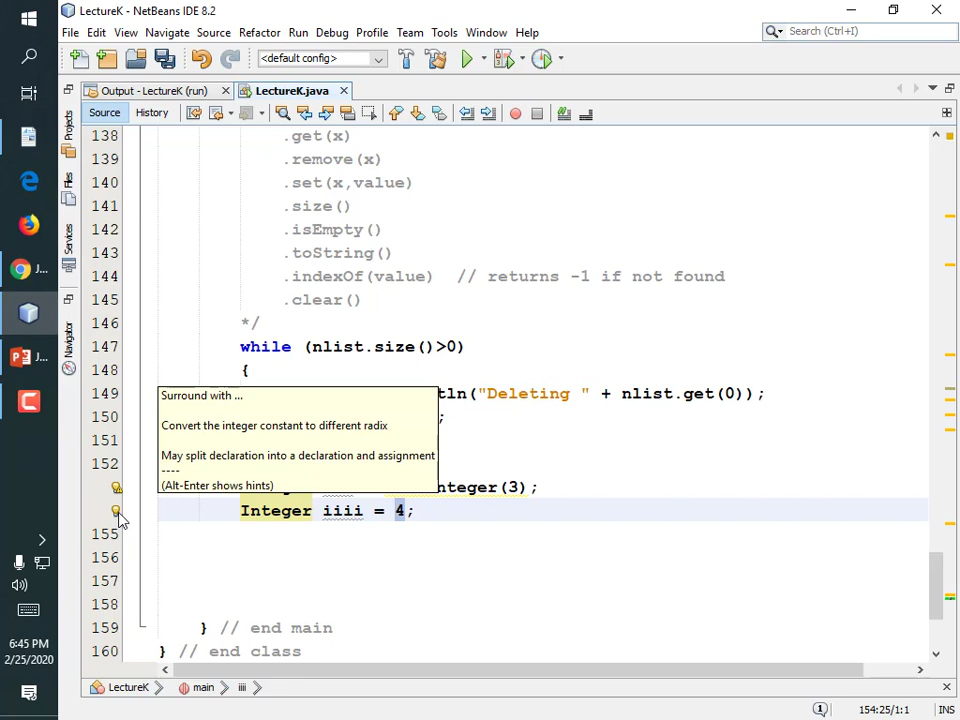 LectureK - NetBeans IDE 8.2
File Edit View Navigate Source Refactor Run Debug Profile Team Tools Window Help
Search (Ctrl+I)
<default config>
Output - LectureK (run)
LectureK.java
Source History
Projects
Files
Services
Navigator
138 .get(x)
139 .remove(x)
140 .set(x,value)
141 .size()
142 .isEmpty()
143 .toString()
144 .indexOf(value) // returns -1 if not found
145 .clear()
146 */
147 while (nlist.size()>0)
148 {
149 tln("Deleting " + nlist.get(0));
150 ;
151
152
nteger(3);
Integer iiii = 4;
Surround with ...
Convert the integer constant to different radix
May split declaration into a declaration and assignment
----
(Alt-Enter shows hints)
155
156
157
158
159 } // end main
160 } // end class
LectureK main iiii
154:25/1:1 INS
J...
J...
6:45 PM
2/25/2020